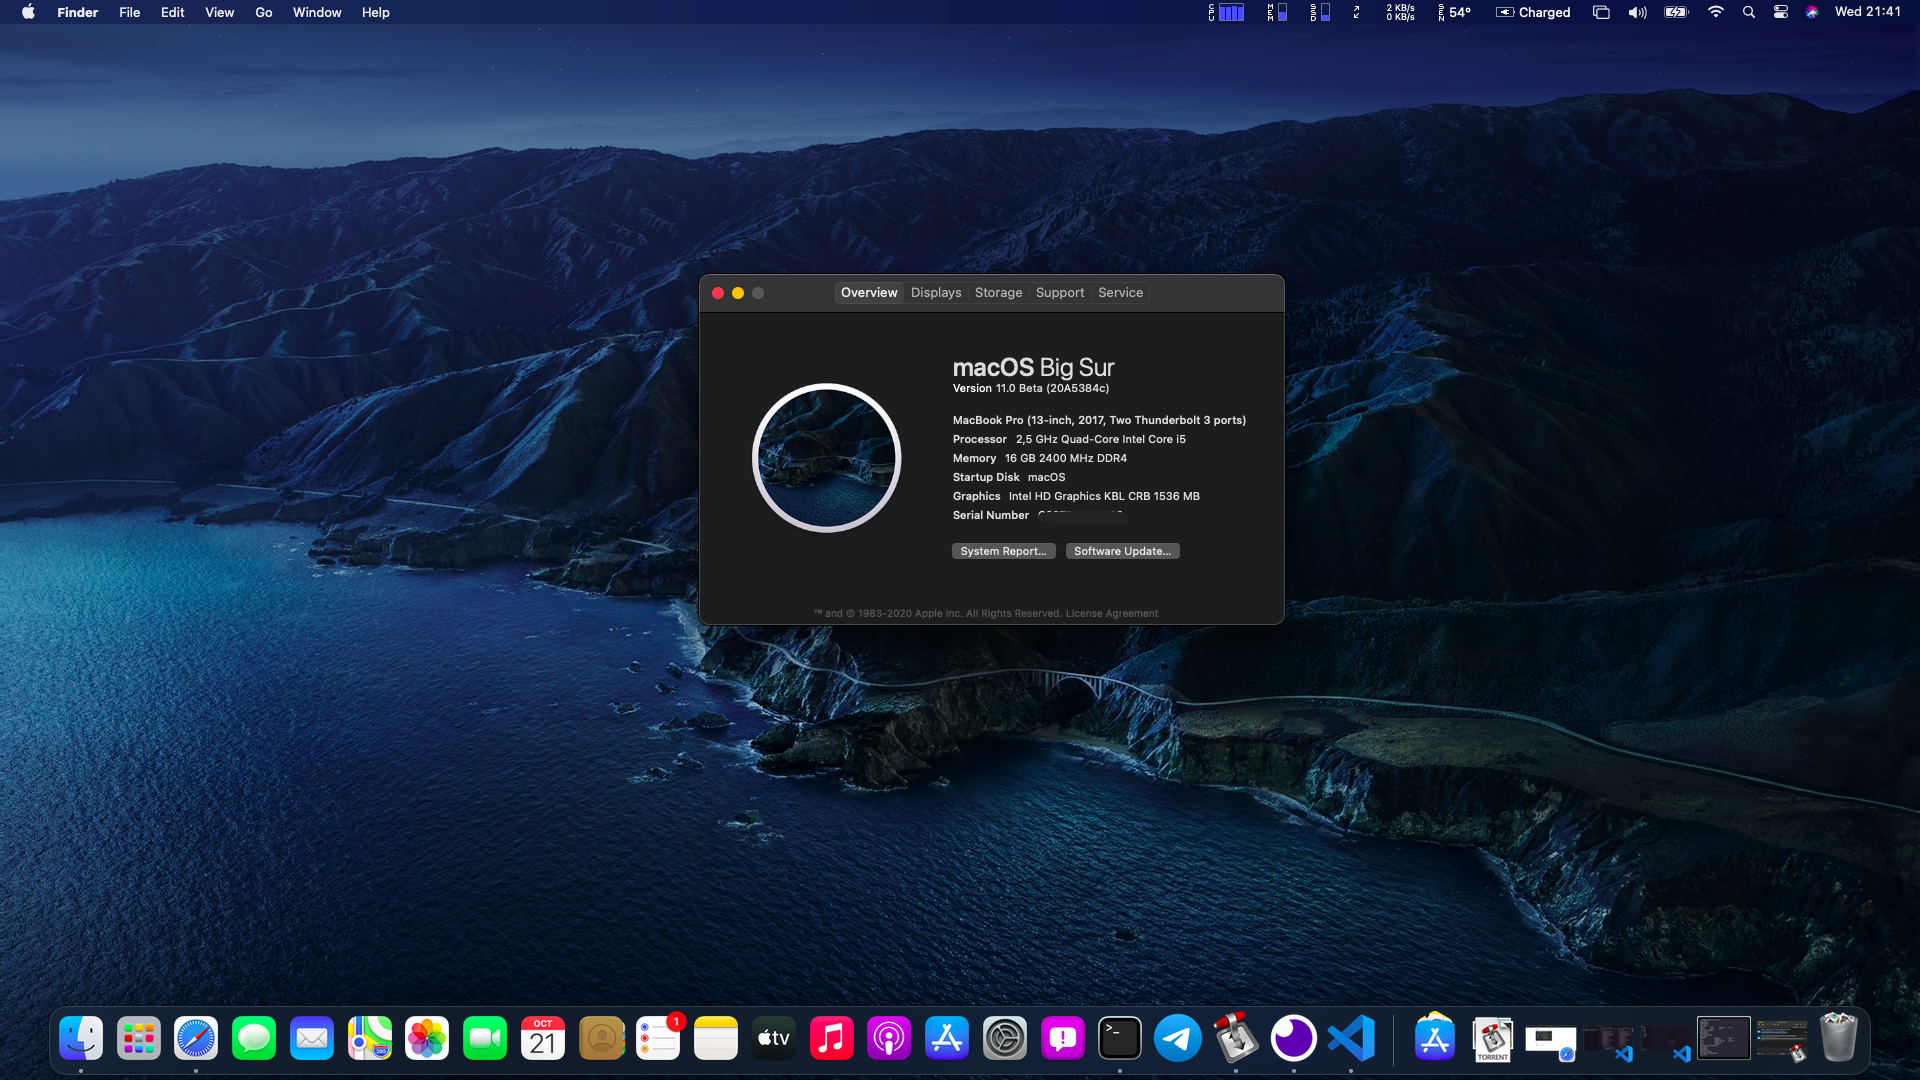 Finder File Edit View Go Window Help
CPU MEM SSD 2 KB/s SEN 54° Charged Wed 21:41
0 KB/s
Overview Displays Storage Support Service
macOS Big Sur
Version 11.0 Beta (20A5384c)
MacBook Pro (13-inch, 2017, Two Thunderbolt 3 ports)
Processor 2,5 GHz Quad-Core Intel Core i5
Memory 16 GB 2400 MHz DDR4
Startup Disk macOS
Graphics Intel HD Graphics KBL CRB 1536 MB
Serial Number
System Report... Software Update...
™ and © 1983-2020 Apple Inc. All Rights Reserved. License Agreement
OCT
21
1
tv
>_
TORRENT